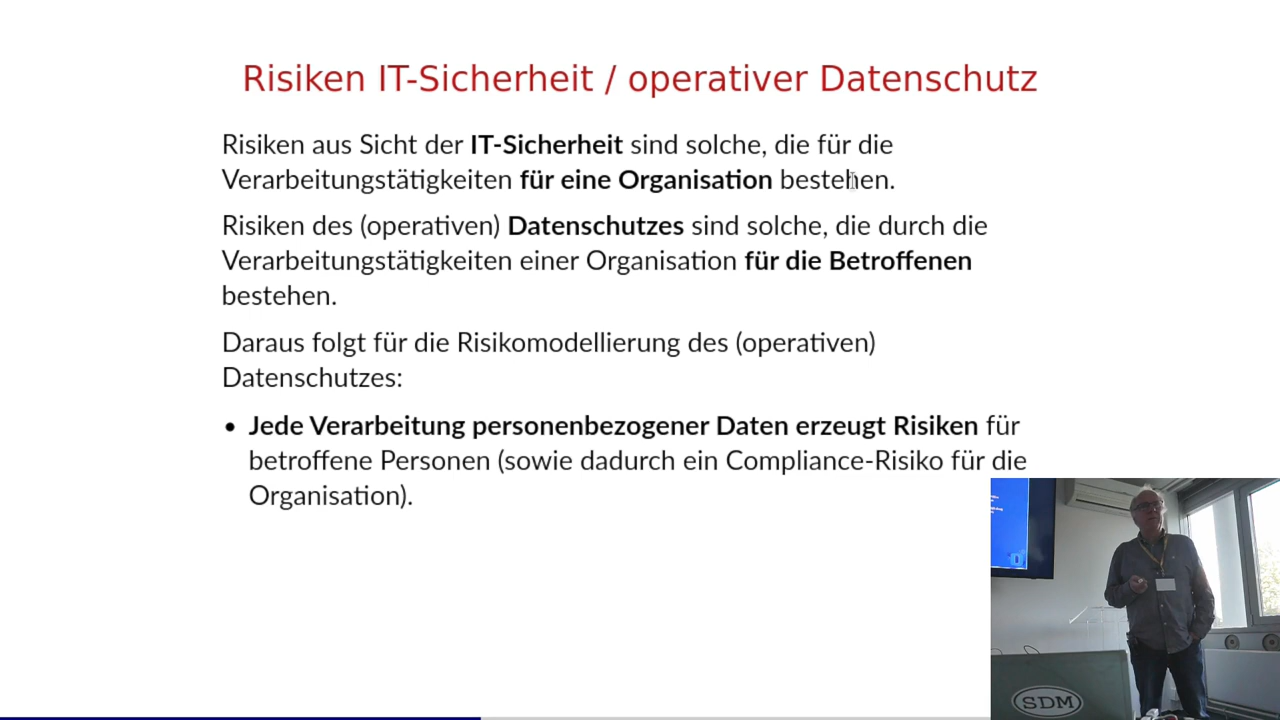 Risiken IT-Sicherheit / operativer Datenschutz
Risiken aus Sicht der IT-Sicherheit sind solche, die für die
Verarbeitungstätigkeiten für eine Organisation bestehen.
Risiken des (operativen) Datenschutzes sind solche, die durch die
Verarbeitungstätigkeiten einer Organisation für die Betroffenen
bestehen.
Daraus folgt für die Risikomodellierung des (operativen)
Datenschutzes:
• Jede Verarbeitung personenbezogener Daten erzeugt Risiken für
betroffene Personen (sowie dadurch ein Compliance-Risiko für die
Organisation).
SDM